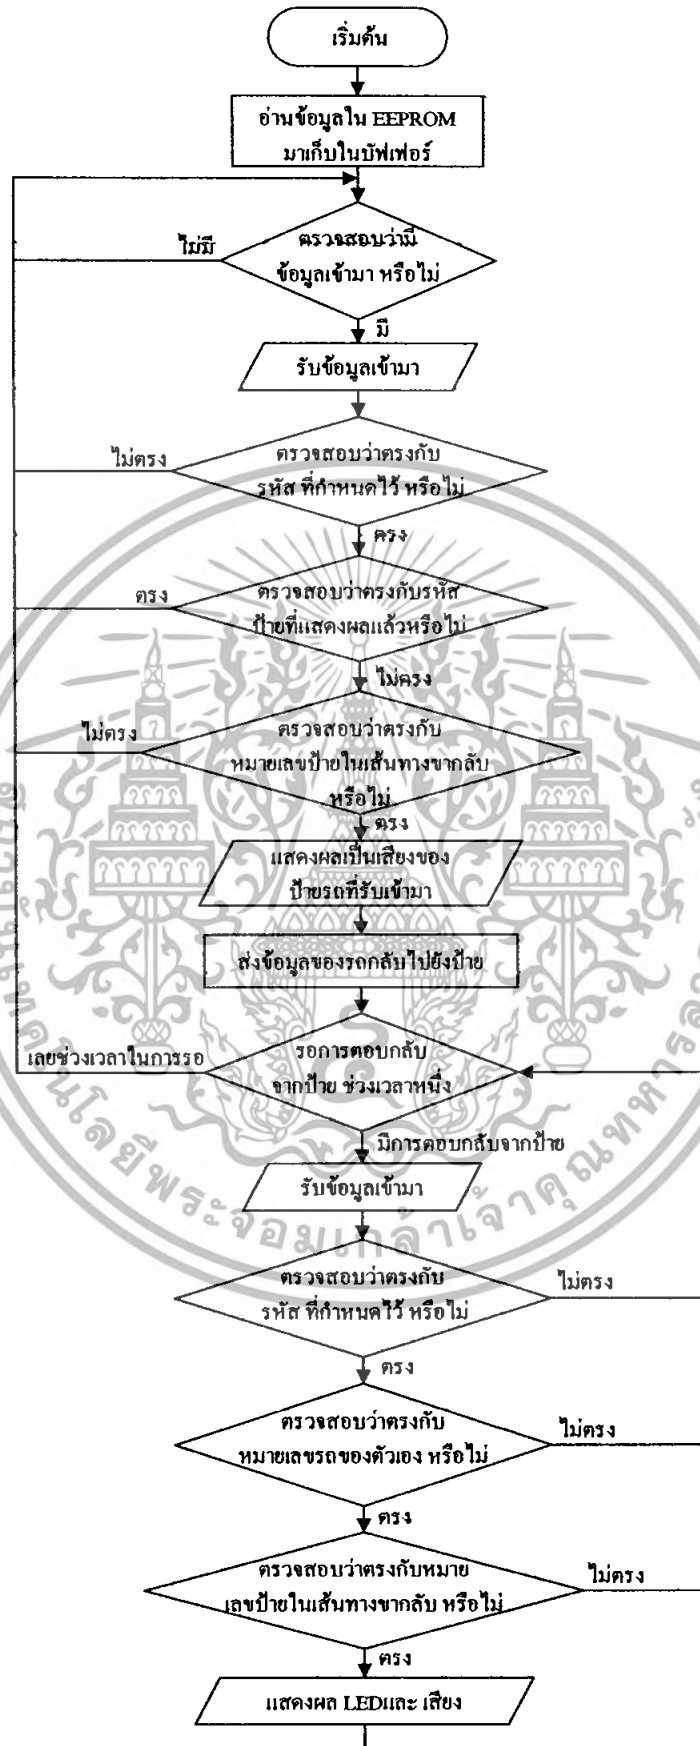 เริ่มต้น
อ่านข้อมูลใน EEPROM
มาเก็บในบัฟเฟอร์
ไม่มี
ตรวจสอบว่ามี
ข้อมูลเข้ามา หรือไม่
มี
รับข้อมูลเข้ามา
ไม่ตรง
ตรวจสอบว่าตรงกับ
รหัส ที่กำหนดไว้ หรือไม่
ตรง
ตรง
ตรวจสอบว่าตรงกับรหัส
ป้ายที่แสดงผลแล้วหรือไม่
ไม่ตรง
ไม่ตรง
ตรวจสอบว่าตรงกับ
หมายเลขป้ายในเส้นทางขากลับ
หรือไม่
ตรง
แสดงผลเป็นเสียงของ
ป้ายรถที่รับเข้ามา
ส่งข้อมูลของรถกลับไปยังป้าย
เลยช่วงเวลาในการรอ
รอการตอบกลับ
จากป้าย ช่วงเวลาหนึ่ง
มีการตอบกลับจากป้าย
รับข้อมูลเข้ามา
ตรวจสอบว่าตรงกับ
รหัส ที่กำหนดไว้ หรือไม่
ไม่ตรง
ตรง
ตรวจสอบว่าตรงกับ
หมายเลขรถของตัวเอง หรือไม่
ไม่ตรง
ตรง
ตรวจสอบว่าตรงกับหมาย
เลขป้ายในเส้นทางขากลับ หรือไม่
ไม่ตรง
ตรง
แสดงผล LEDและ เสียง